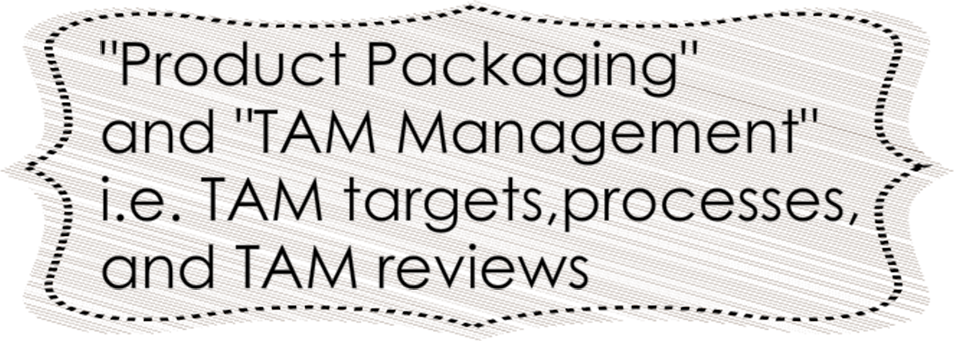 "Product Packaging"
and "TAM Management"
i.e. TAM targets,processes,
and TAM reviews